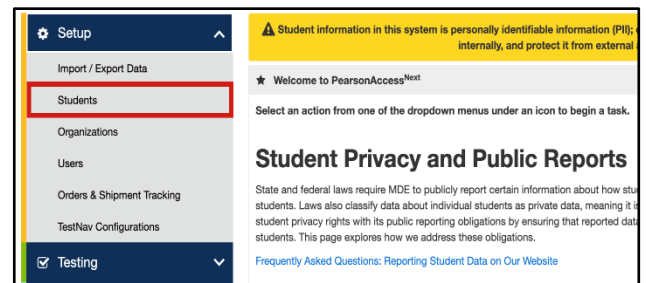 Setup
Import / Export Data
Students
Organizations
Users
Orders & Shipment Tracking
TestNav Configurations
Testing
Student information in this system is personally identifiable information (PII);
internally, and protect it from external
Welcome to PearsonAccessNext
Select an action from one of the dropdown menus under an icon to begin a task.
Student Privacy and Public Reports
State and federal laws require MDE to publicly report certain information about how
students. Laws also classify data about individual students as private data, meaning it
student privacy rights with its public reporting obligations by ensuring that reported
students. This page explores how we address these obligations.
Frequently Asked Questions: Reporting Student Data on Our Website